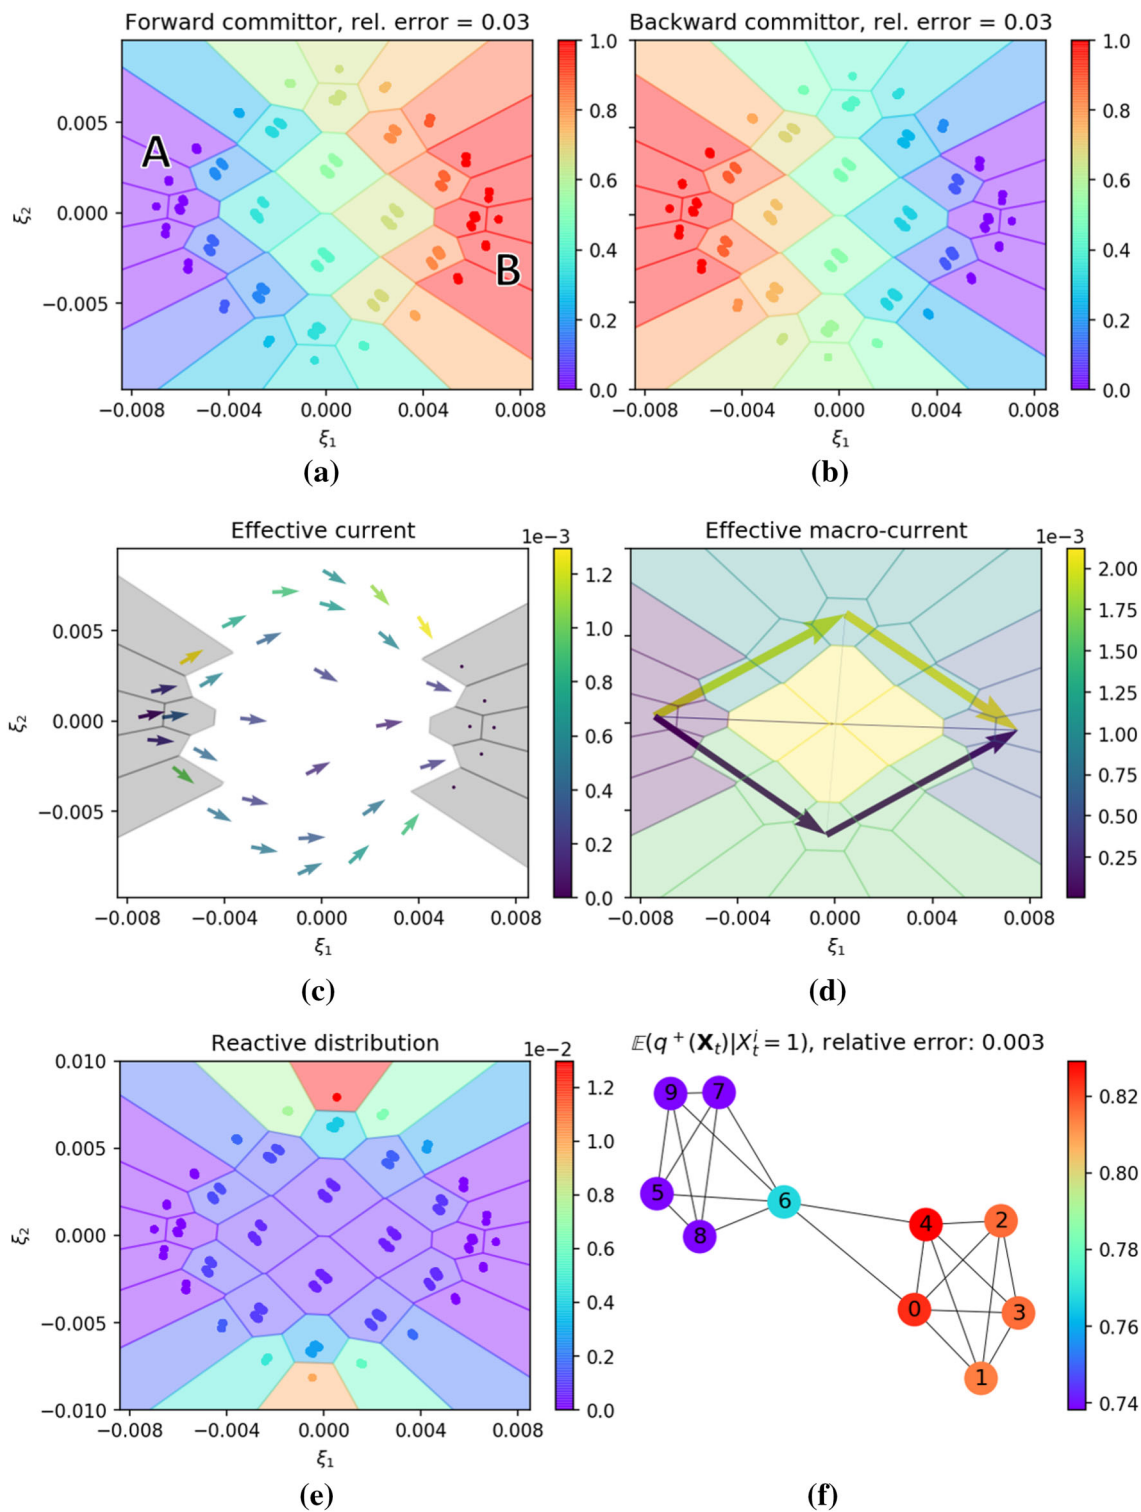 Forward committor, rel. error = 0.03
Backward committor, rel. error = 0.03
A
B
0.005
0.000
−0.005
ξ2
−0.008 −0.004 0.000 0.004 0.008
ξ1
1.0
0.8
0.6
0.4
0.2
0.0
−0.008 −0.004 0.000 0.004 0.008
ξ1
1.0
0.8
0.6
0.4
0.2
0.0
(a)
(b)
Effective current
1e−3
0.005
0.000
−0.005
ξ2
−0.008 −0.004 0.000 0.004 0.008
ξ1
1.2
1.0
0.8
0.6
0.4
0.2
0.0
Effective macro-current
1e−3
−0.008 −0.004 0.000 0.004 0.008
ξ1
2.00
1.75
1.50
1.25
1.00
0.75
0.50
0.25
(c)
(d)
Reactive distribution
1e−2
0.010
0.005
0.000
−0.005
−0.010
ξ2
−0.008 −0.004 0.000 0.004 0.008
ξ1
1.2
1.0
0.8
0.6
0.4
0.2
0.0
𝔼(q⁺(𝐗ₜ)|Xₜⁱ = 1), relative error: 0.003
9 7
5 6
8
4 2
0 3
1
0.82
0.80
0.78
0.76
0.74
(e)
(f)